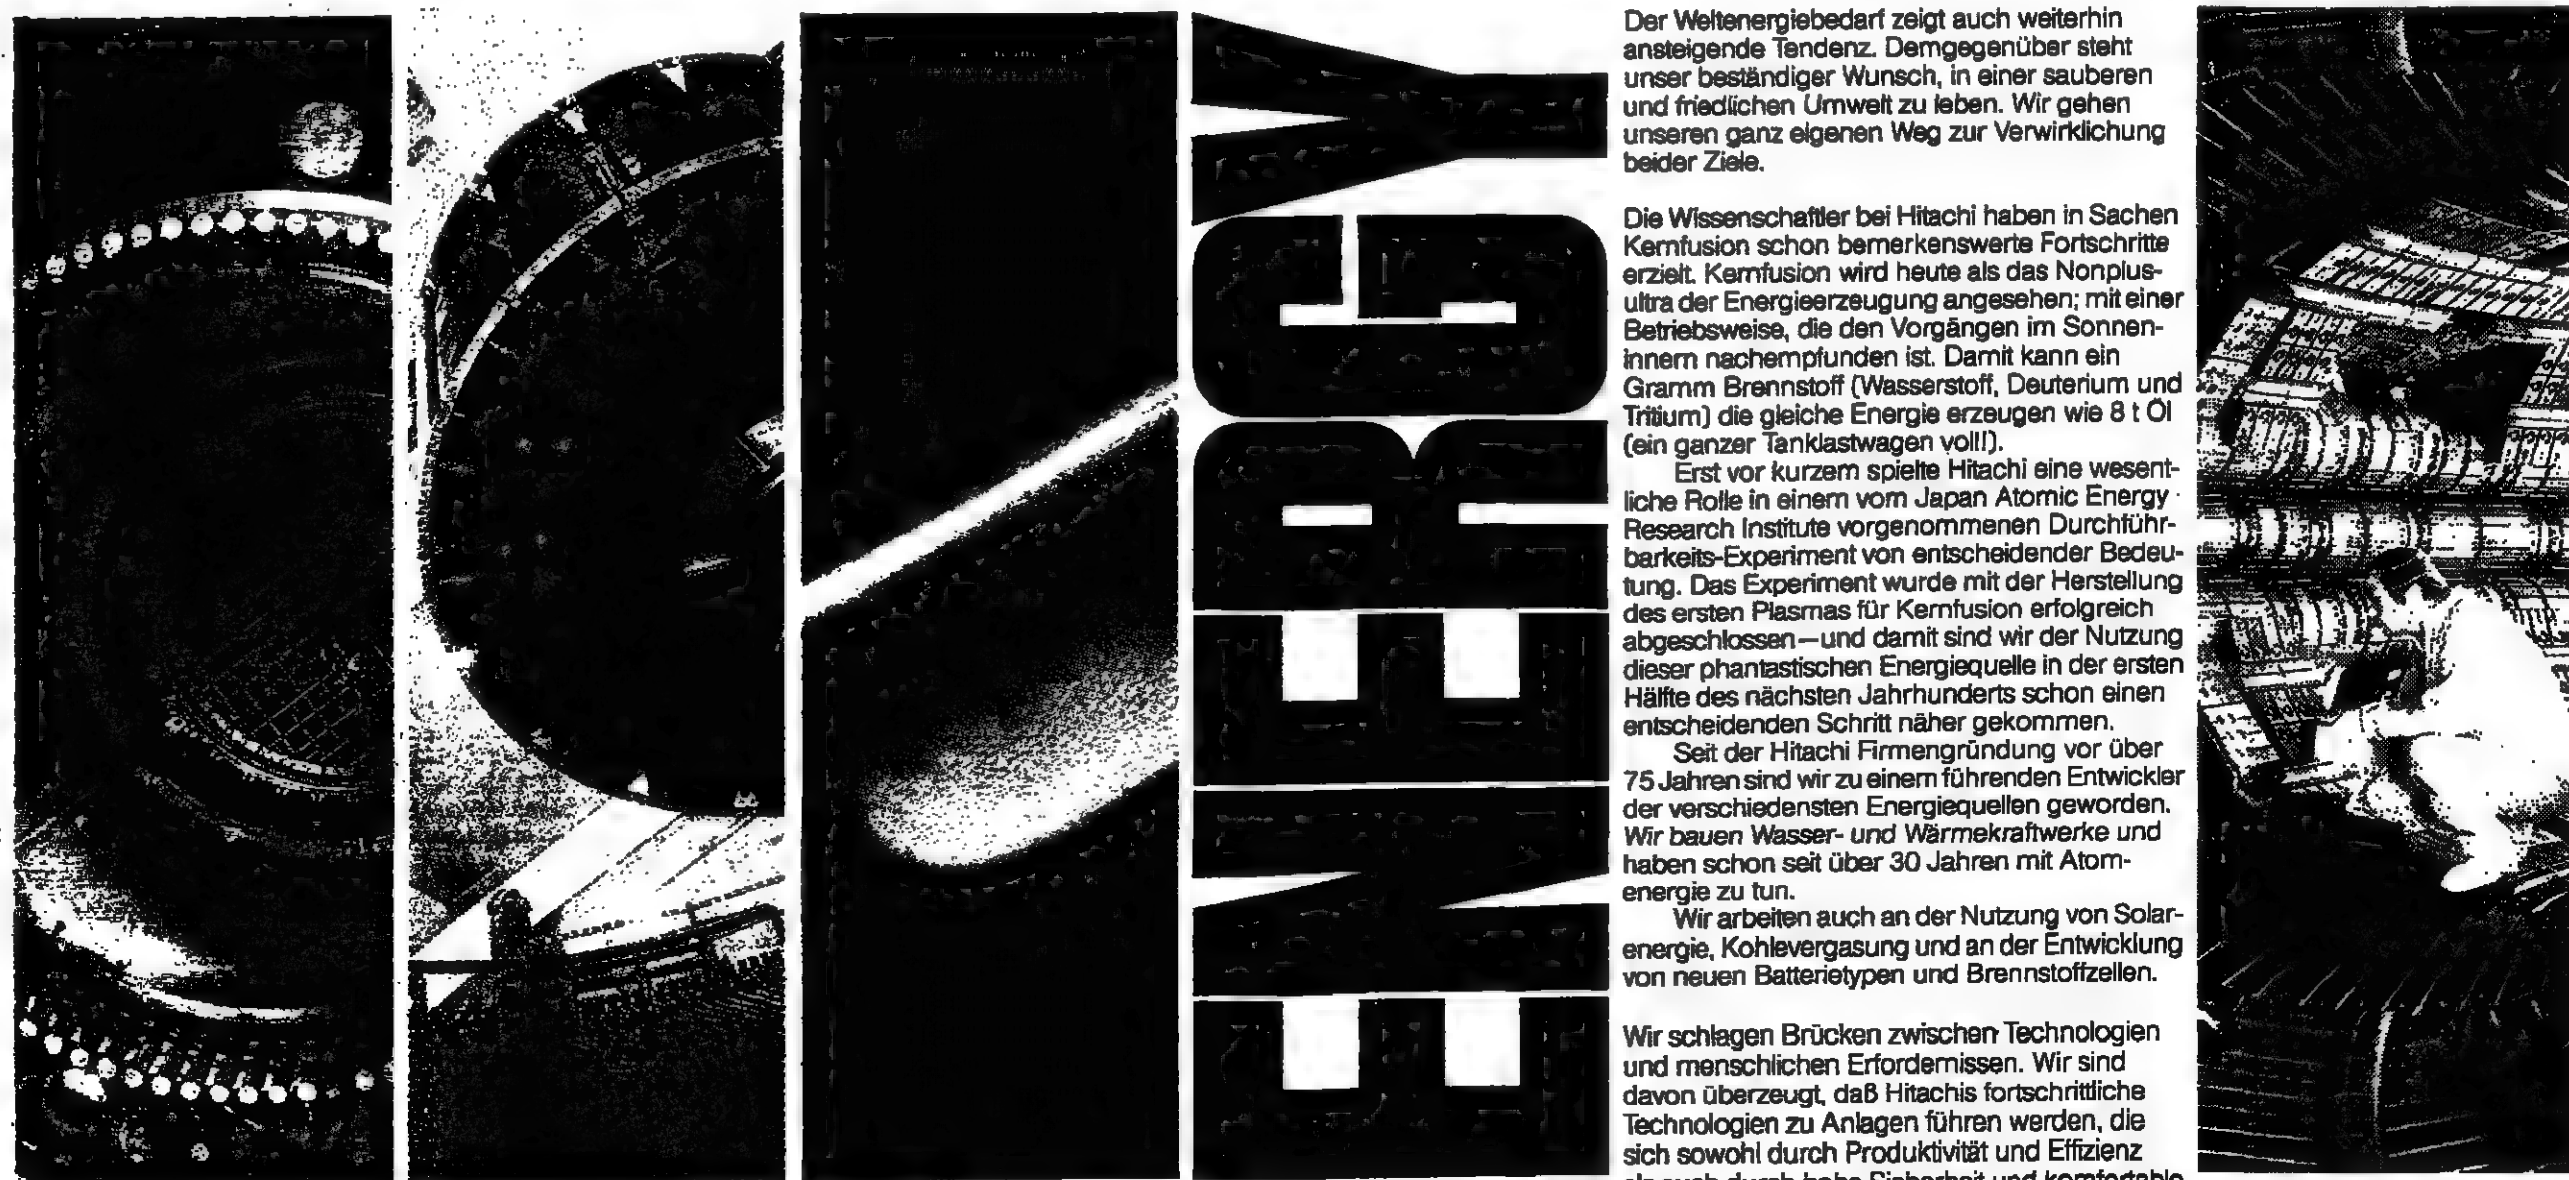 ENERGY
Der Weltenergiebedarf zeigt auch weiterhin
ansteigende Tendenz. Demgegenüber steht
unser beständiger Wunsch, in einer sauberen
und friedlichen Umwelt zu leben. Wir gehen
unseren ganz eigenen Weg zur Verwirklichung
beider Ziele.
Die Wissenschaftler bei Hitachi haben in Sachen
Kernfusion schon bemerkenswerte Fortschritte
erzielt. Kernfusion wird heute als das Nonplus-
ultra der Energieerzeugung angesehen; mit einer
Betriebsweise, die den Vorgängen im Sonnen-
innern nachempfunden ist. Damit kann ein
Gramm Brennstoff (Wasserstoff, Deuterium und
Tritium) die gleiche Energie erzeugen wie 8 t Öl
(ein ganzer Tanklastwagen voll!).
Erst vor kurzem spielte Hitachi eine wesent-
liche Rolle in einem vom Japan Atomic Energy
Research Institute vorgenommenen Durchführ-
barkeits-Experiment von entscheidender Bedeu-
tung. Das Experiment wurde mit der Herstellung
des ersten Plasmas für Kernfusion erfolgreich
abgeschlossen—und damit sind wir der Nutzung
dieser phantastischen Energiequelle in der ersten
Hälfte des nächsten Jahrhunderts schon einen
entscheidenden Schritt näher gekommen.
Seit der Hitachi Firmengründung vor über
75 Jahren sind wir zu einem führenden Entwickler
der verschiedensten Energiequellen geworden.
Wir bauen Wasser- und Wärmekraftwerke und
haben schon seit über 30 Jahren mit Atom-
energie zu tun.
Wir arbeiten auch an der Nutzung von Solar-
energie, Kohlevergasung und an der Entwicklung
von neuen Batterietypen und Brennstoffzellen.
Wir schlagen Brücken zwischen Technologien
und menschlichen Erfordernissen. Wir sind
davon überzeugt, daß Hitachis fortschrittliche
Technologien zu Anlagen führen werden, die
sich sowohl durch Produktivität und Effizienz
als auch durch hohe Sicherheit und komfortable